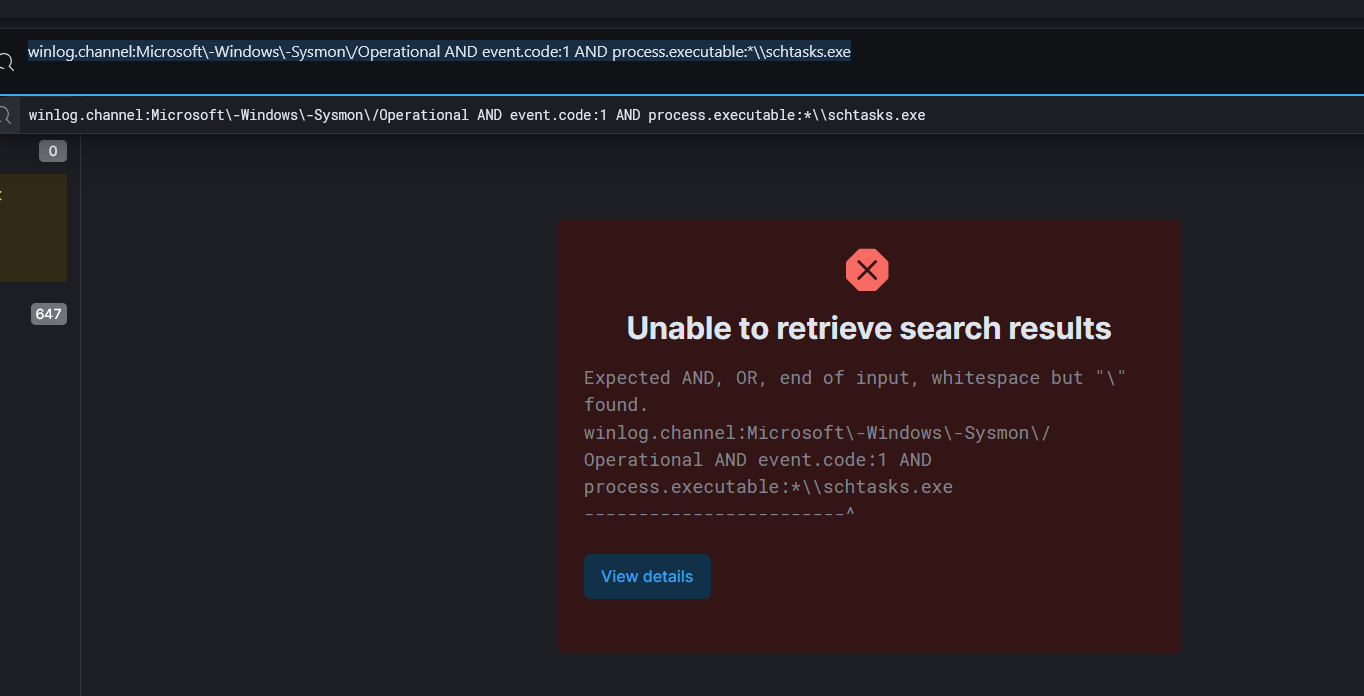 winlog.channel:Microsoft\-Windows\-Sysmon\/Operational AND event.code:1 AND process.executable:*\\schtasks.exe
winlog.channel:Microsoft\-Windows\-Sysmon\/Operational AND event.code:1 AND process.executable:*\\schtasks.exe
0
647
Unable to retrieve search results
Expected AND, OR, end of input, whitespace but "\"
found.
winlog.channel:Microsoft\-Windows\-Sysmon\/
Operational AND event.code:1 AND
process.executable:*\\schtasks.exe
------------------------^
View details